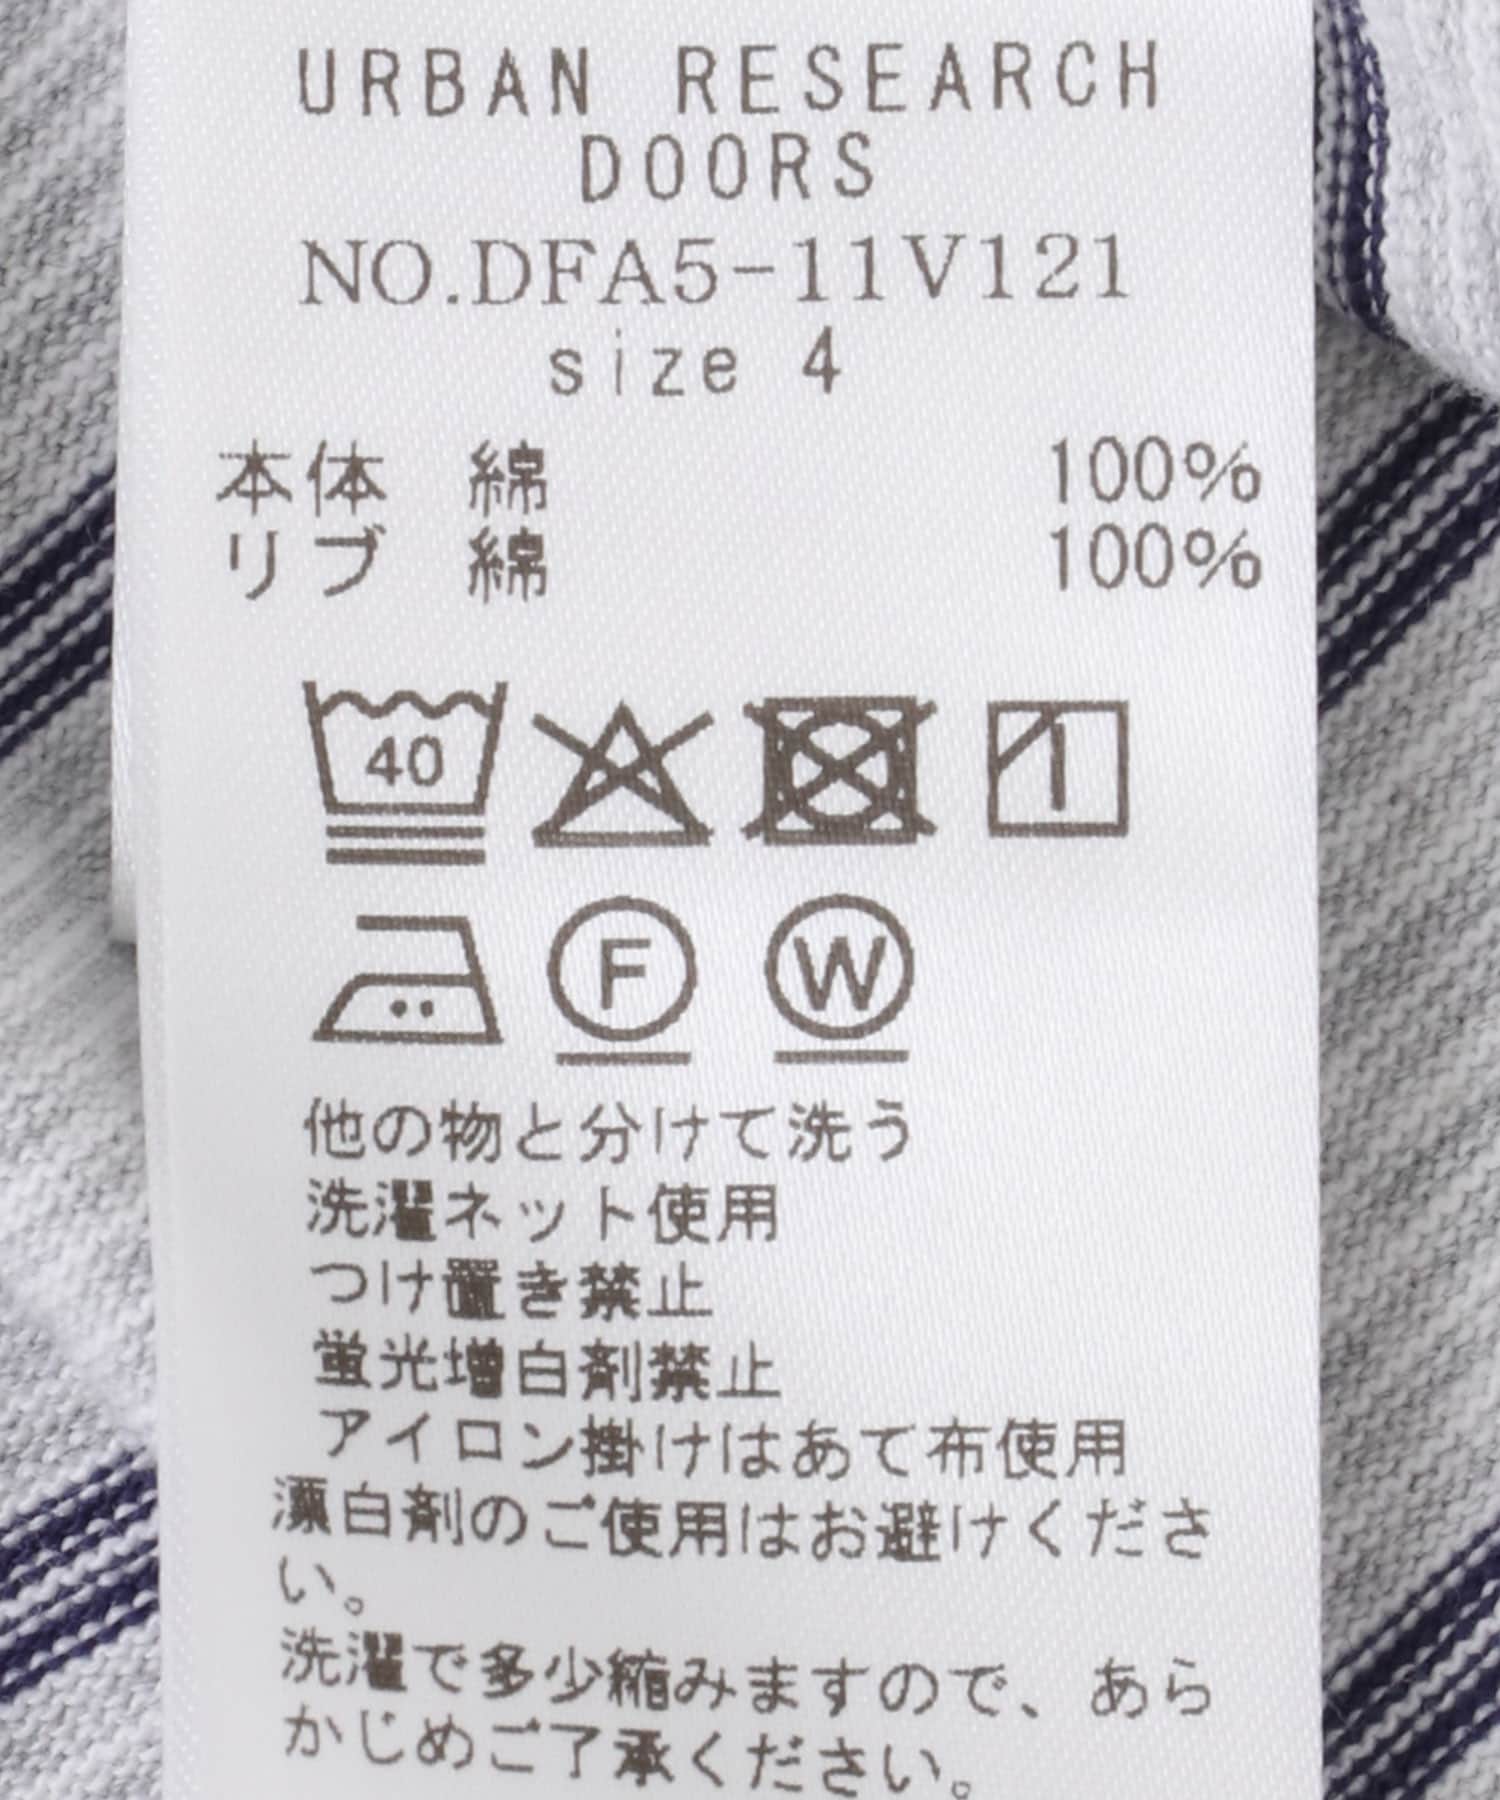 URBAN RESEARCH
DOORS
NO.DFA5-11V121
size 4
本体 綿 100%
リブ 綿 100%
40
F W
他の物と分けて洗う
洗濯ネット使用
つけ置き禁止
蛍光増白剤禁止
アイロン掛けはあて布使用
漂白剤のご使用はお避けくださ
い。
洗濯で多少縮みますので、あら
かじめご了承ください。